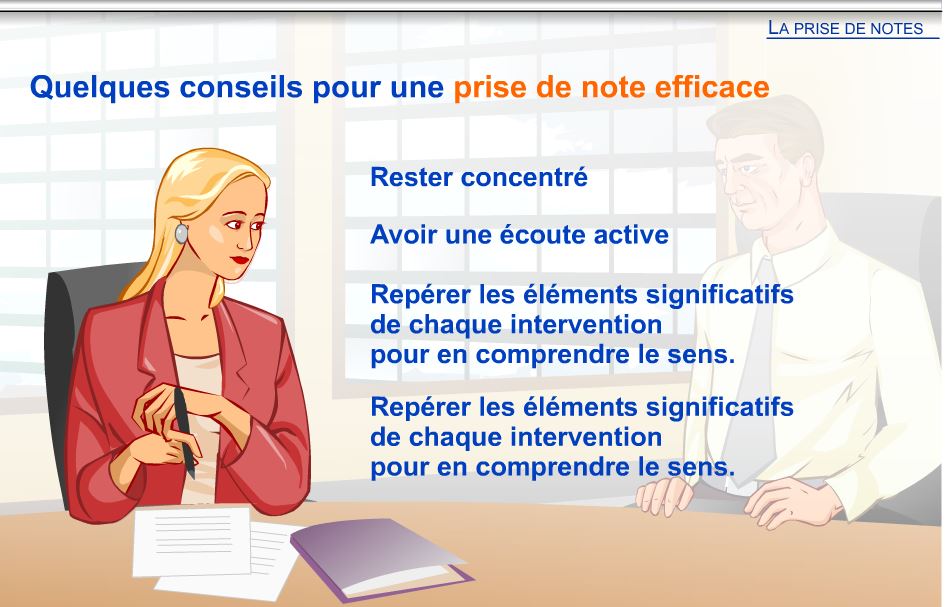 LA PRISE DE NOTES
Quelques conseils pour une prise de note efficace
Rester concentré
Avoir une écoute active
Repérer les éléments significatifs
de chaque intervention
pour en comprendre le sens.
Repérer les éléments significatifs
de chaque intervention
pour en comprendre le sens.